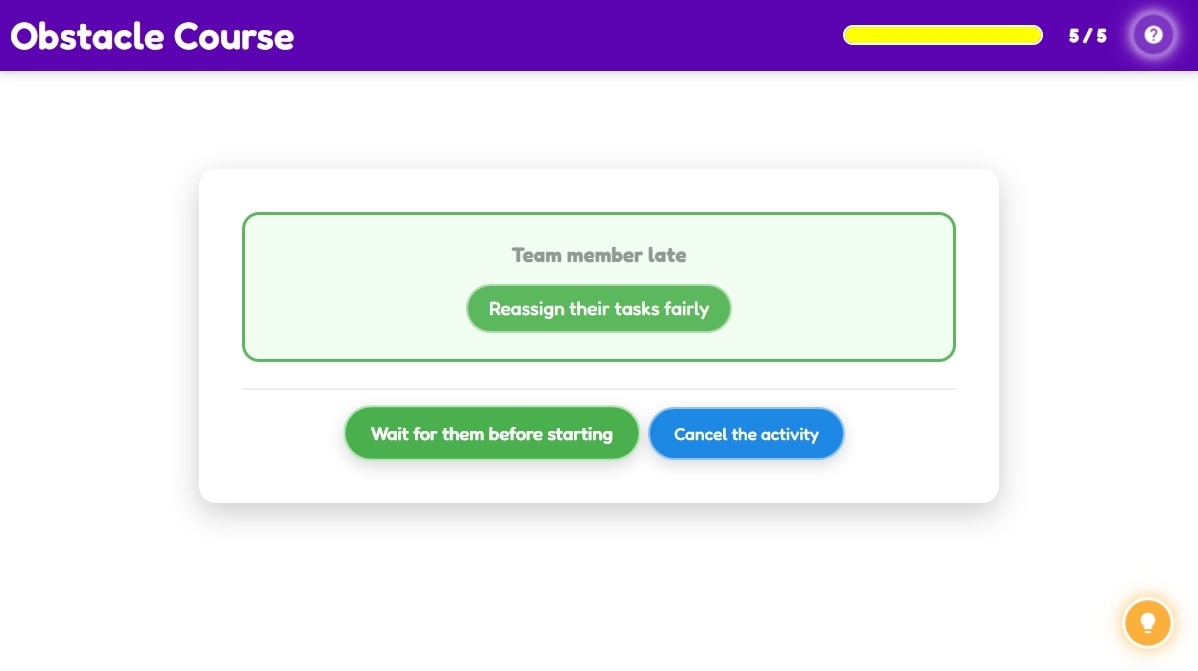 Obstacle Course
5 / 5
?
Team member late
Reassign their tasks fairly
Wait for them before starting
Cancel the activity